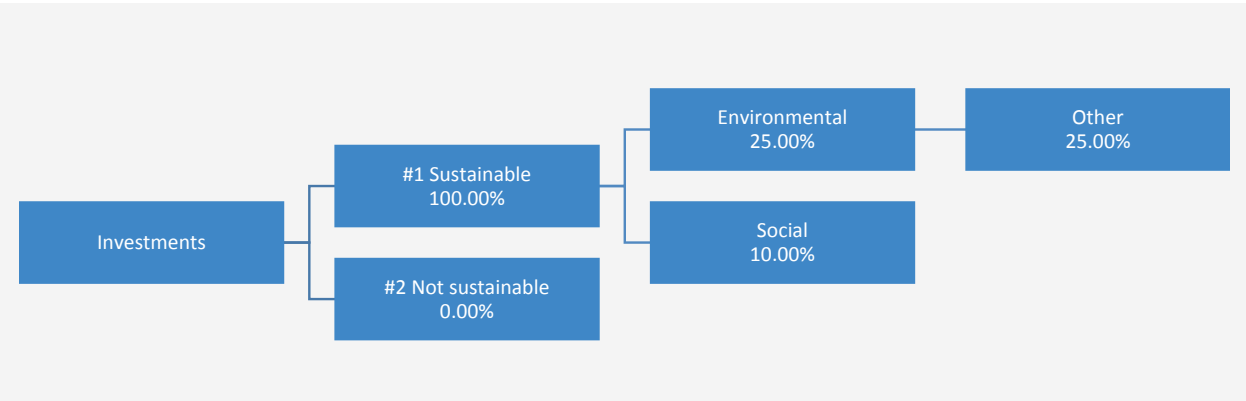 Investments
#1 Sustainable
100.00%
#2 Not sustainable
0.00%
Environmental
25.00%
Social
10.00%
Other
25.00%